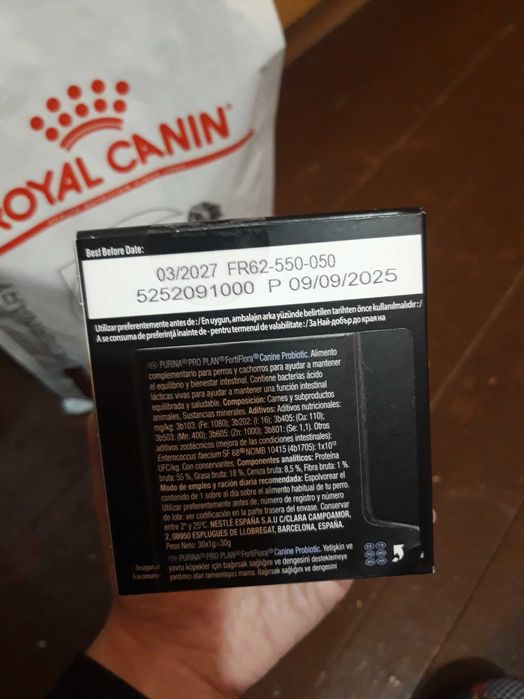 ROYAL CANIN
Best Before Date:
03/2027 FR62-550-050
5252091000 P 09/09/2025
Utilizar preferentemente antes de: / En uygun, ambalajın arka yüzünde belirtilen tarihten önce kullanılmalıdır: /
A se consuma de preferinţă inainte de - pentru termenul de valabilitate: / За Най-добър до края на
PURINA® PRO PLAN® FortiFlora® Canine Probiotic. Alimento
complementario para perros y cachorros para ayudar a mantener
el equilibrio y bienestar intestinal. Contiene bacterias ácido
lácticas vivas para ayudar a mantener una función intestinal
equilibrada y saludable. Composición: Carnes y subproductos
animales, Sustancias minerales. Aditivos: Aditivos nutricionales:
mg/kg: 3b103: (Fe: 1080); 3b202: (I: 16); 3b405: (Cu: 110);
3b503: (Mn: 400); 3b605: (Zn: 1000); 3b801: (Se: 1,1). Otros
aditivos zootécnicos (mejora de las condiciones intestinales):
Enterococcus faecium SF 68® NCIMB 10415 (4b1705): 1x10¹²
UFC/kg. Con conservantes. Componentes analíticos: Proteína
bruta: 55 %, Grasa bruta: 18 %, Ceniza bruta: 8,5 %, Fibra bruta: 1 %.
Modo de empleo y ración diaria recomendada: Espolvorear el
contenido de 1 sobre al día sobre el alimento habitual de tu perro.
Utilizar preferentemente antes de, número de registro y número
de lote: ver codificación en la parte trasera del envase. Conservar
entre 2° y 25°C. NESTLÉ ESPAÑA S.A.U C/CLARA CAMPOAMOR,
2, 08950 ESPLUGUES DE LLOBREGAT, BARCELONA, ESPAÑA.
Peso Neto: 30x1g=30g
PURINA® PRO PLAN® FortiFlora® Canine Probiotic. Yetişkin ve
yavru köpekler için bağırsak sağlığını ve dengesini desteklemeye
yardımcı olan tamamlayıcı mama. Bağırsak sağlığını ve dengesini